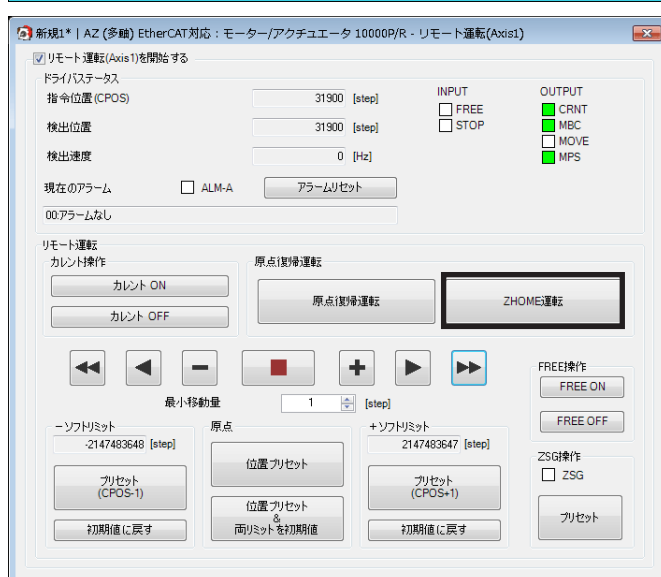 新規1* | AZ (多軸) EtherCAT対応：モーター/アクチュエータ 10000P/R - リモート運転(Axis1)
リモート運転(Axis1)を開始する
ドライバステータス
指令位置(CPOS) 31900 [step]
検出位置 31900 [step]
検出速度 0 [Hz]
INPUT
FREE
STOP
OUTPUT
CRNT
MBC
MOVE
MPS
現在のアラーム ALM-A アラームリセット
00:アラームなし
リモート運転
カレント操作
カレント ON
カレント OFF
原点復帰運転
原点復帰運転
ZHOME運転
最小移動量 1 [step]
FREE操作
FREE ON
FREE OFF
－ソフトリミット
-2147483648 [step]
プリセット
(CPOS-1)
初期値に戻す
原点
位置プリセット
位置プリセット
&
両リミットを初期値
＋ソフトリミット
2147483647 [step]
プリセット
(CPOS+1)
初期値に戻す
ZSG操作
ZSG
プリセット